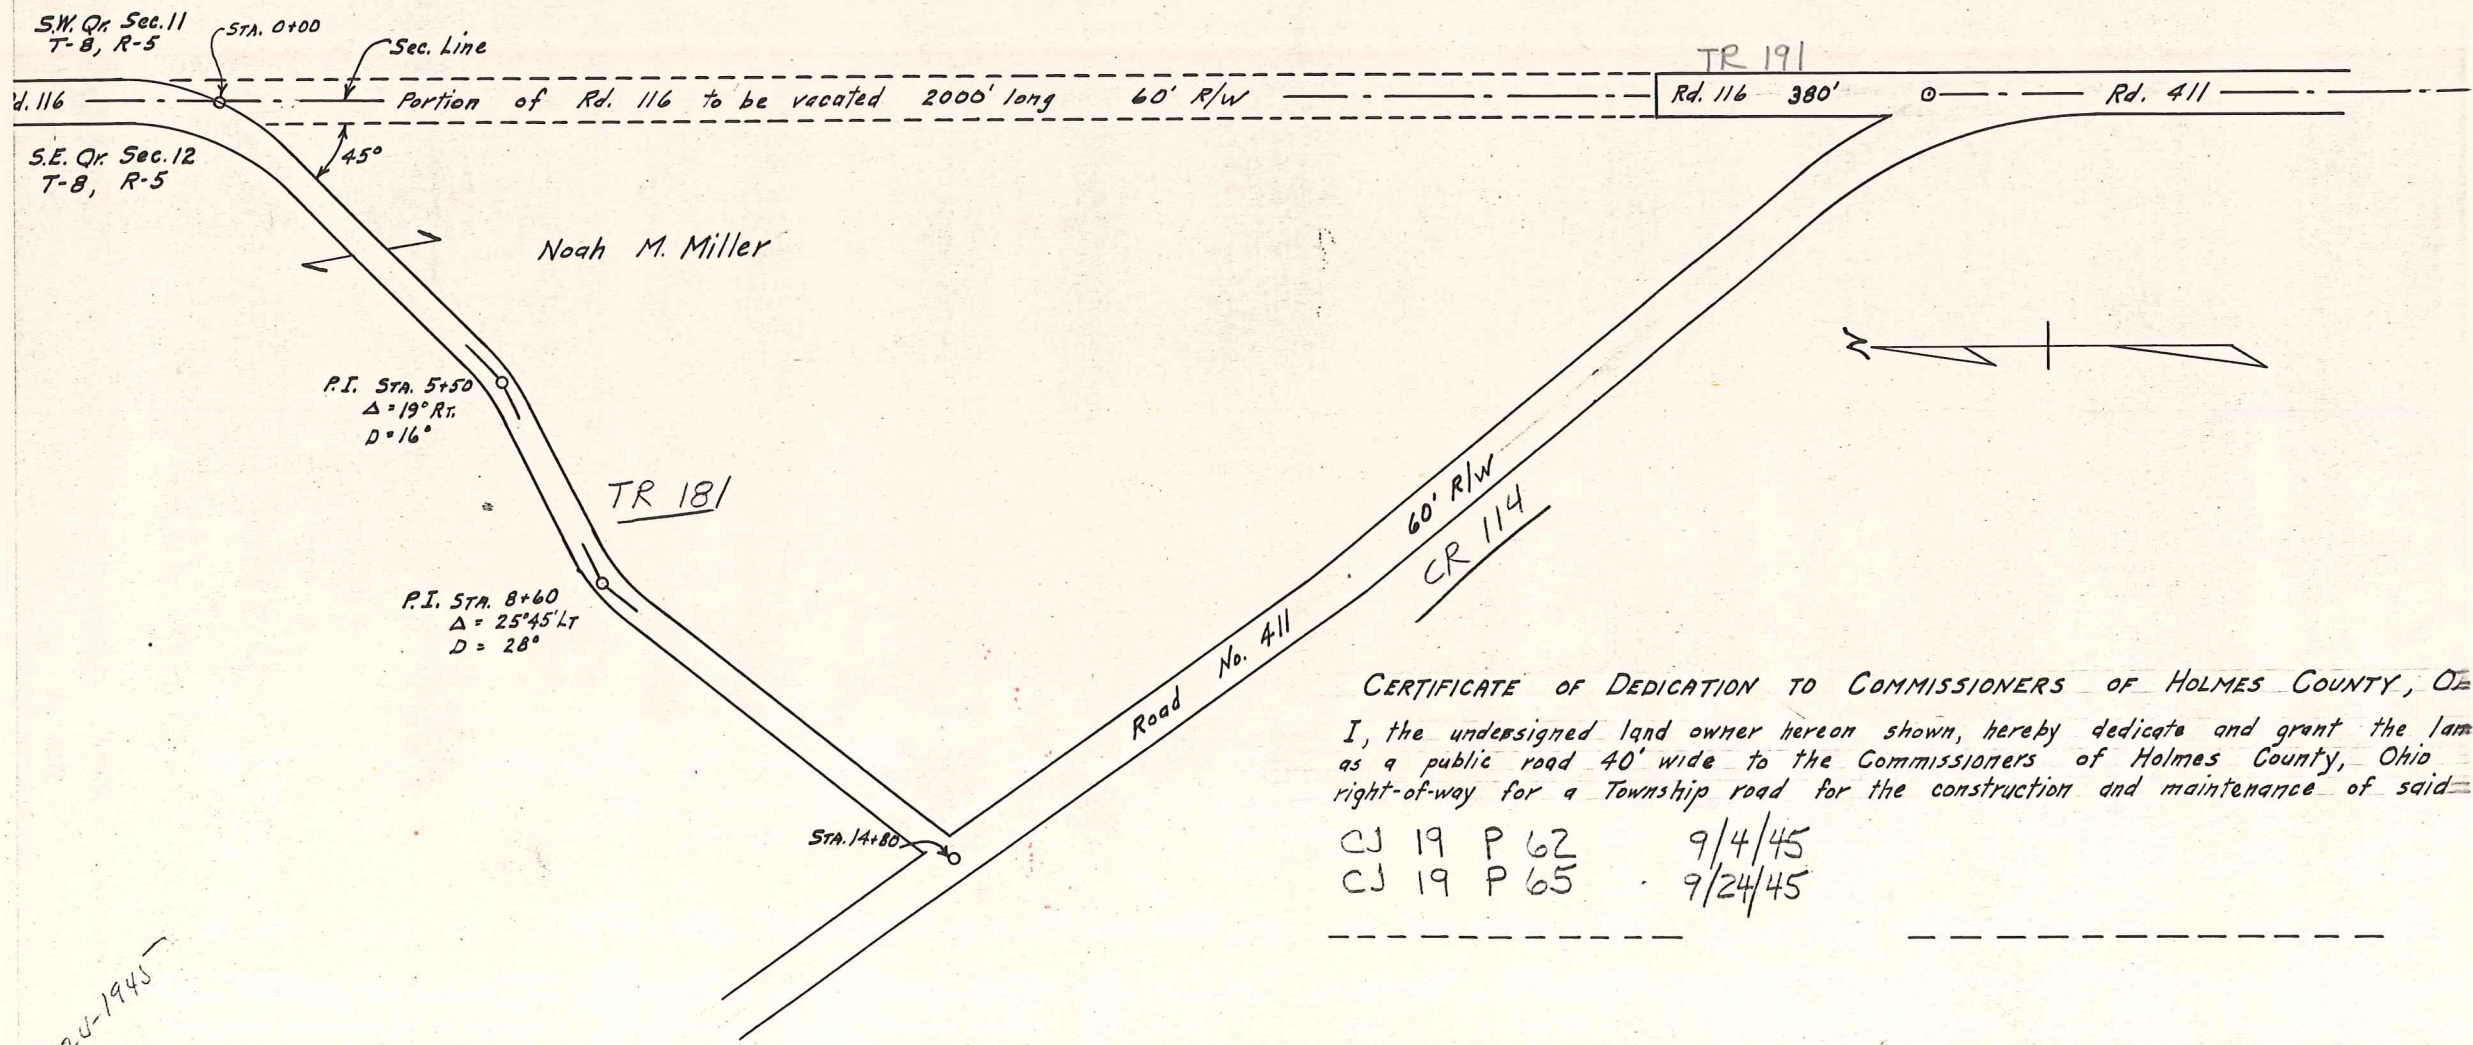 S.W. Qr. Sec. 11
T-8, R-5
STA. 0+00
Sec. Line
TR 191
d. 116
Portion of Rd. 116 to be vacated 2000' long 60' R/W
Rd. 116 380'
Rd. 411
45°
S.E. Qr. Sec. 12
T-8, R-5
Noah M. Miller
N
P.I. STA. 5+50
Δ = 19° RT.
D = 16°
TR 181
60' R/W
CR 114
P.I. STA. 8+60
Δ = 25°45' LT
D = 28°
Road No. 411
STA. 14+80
CERTIFICATE OF DEDICATION TO COMMISSIONERS OF HOLMES COUNTY,
I, the undersigned land owner hereon shown, hereby dedicate and grant the
as a public road 40' wide to the Commissioners of Holmes County, Ohio
right-of-way for a Township road for the construction and maintenance of said
CJ 19 P 62 9/4/45
CJ 19 P 65 9/24/45
-1945